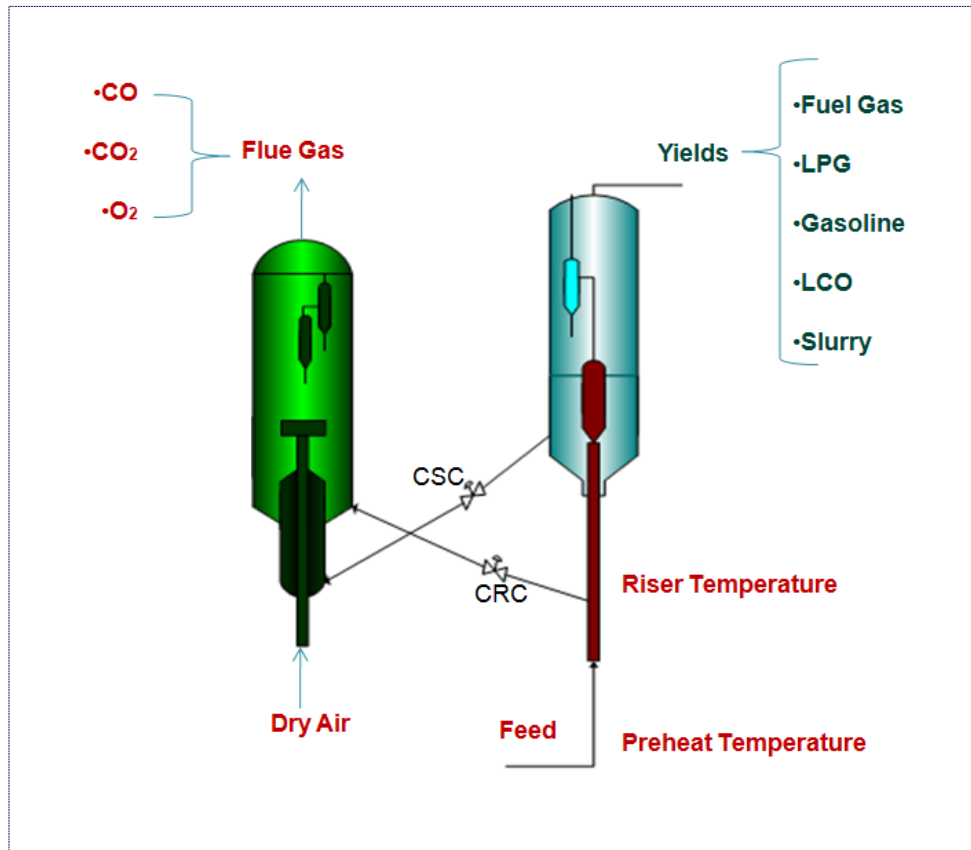 •CO
•CO₂
•O₂
Flue Gas
Yields
•Fuel Gas
•LPG
•Gasoline
•LCO
•Slurry
CSC
CRC
Riser Temperature
Dry Air
Feed
Preheat Temperature